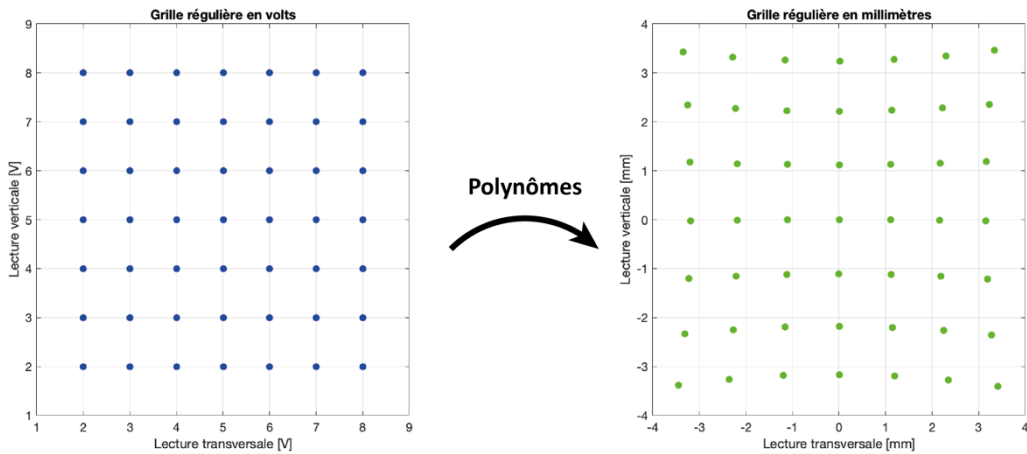 Grille régulière en volts
9
8
7
6
5
4
3
2
1
Lecture verticale [V]
1 2 3 4 5 6 7 8 9
Lecture transversale [V]
Polynômes
Grille régulière en millimètres
4
3
2
1
0
-1
-2
-3
-4
Lecture verticale [mm]
-4 -3 -2 -1 0 1 2 3 4
Lecture transversale [mm]